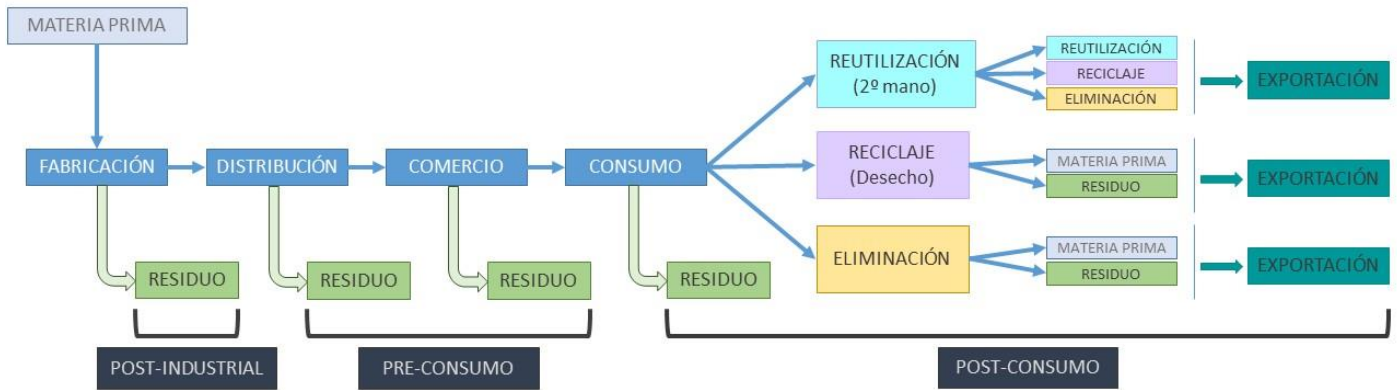 MATERIA PRIMA
FABRICACIÓN
DISTRIBUCIÓN
COMERCIO
CONSUMO
RESIDUO
RESIDUO
RESIDUO
RESIDUO
POST-INDUSTRIAL
PRE-CONSUMO
POST-CONSUMO
REUTILIZACIÓN
(2º mano)
REUTILIZACIÓN
RECICLAJE
ELIMINACIÓN
EXPORTACIÓN
RECICLAJE
(Desecho)
MATERIA PRIMA
RESIDUO
EXPORTACIÓN
ELIMINACIÓN
MATERIA PRIMA
RESIDUO
EXPORTACIÓN